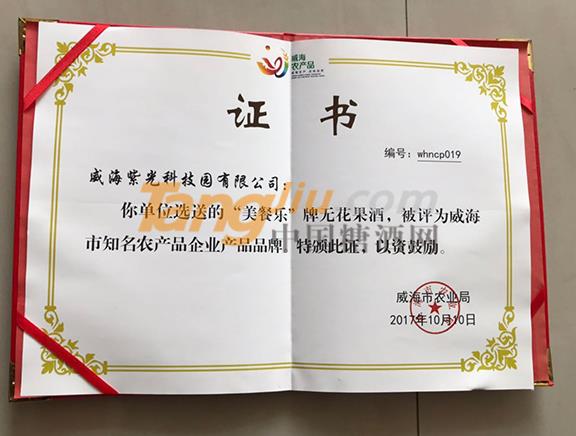 威海
农产品
证 书
编号：whncp019
威海紫光科技园有限公司：
你单位选送的“美餐乐”牌无花果酒，被评为威海
市知名农产品企业产品品牌，特颁此证，以资鼓励。
Tangjiu.com
中国糖酒网
威海市农业局
2017年10月10日